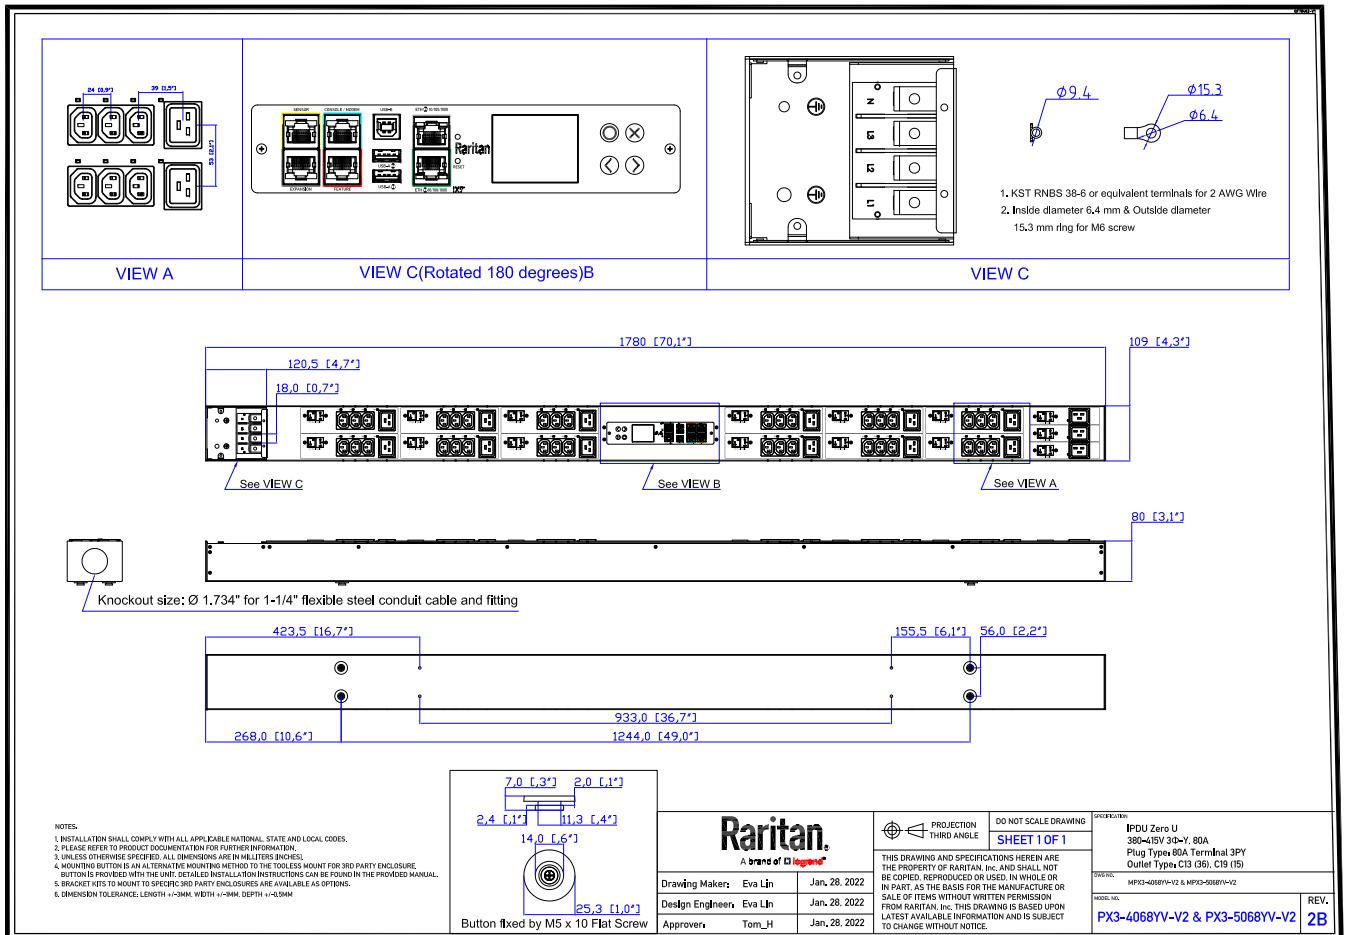 24 [0,9"]
39 [1,5"]
53 [2,1"]
VIEW A
SENSOR
CONSOLE / MODEM
USB-B
ETH 10/100/1000
Raritan
RESET
USB-A
USB-A
EXPANSION
FEATURE
ETH 10/100/1000
VIEW C(Rotated 180 degrees)B
N
L3
L2
L1
Ø9.4
Ø15.3
Ø6.4
1. KST RNBS 38-6 or equivalent terminals for 2 AWG Wire
2. Inside diameter 6.4 mm & Outside diameter
15.3 mm ring for M6 screw
VIEW C
1780 [70,1"]
109 [4,3"]
120,5 [4,7"]
18,0 [0,7"]
See VIEW C
See VIEW B
See VIEW A
80 [3,1"]
Knockout size: Ø 1.734" for 1-1/4" flexible steel conduit cable and fitting
423,5 [16,7"]
155,5 [6,1"]
56,0 [2,2"]
933,0 [36,7"]
268,0 [10,6"]
1244,0 [49,0"]
7,0 [,3"]
2,0 [,1"]
2,4 [,1"]
11,3 [,4"]
14,0 [,6"]
25,3 [1,0"]
Button fixed by M5 x 10 Flat Screw
NOTES.
1. INSTALLATION SHALL COMPLY WITH ALL APPLICABLE NATIONAL, STATE AND LOCAL CODES.
2. PLEASE REFER TO PRODUCT DOCUMENTATION FOR FURTHER INFORMATION.
3. UNLESS OTHERWISE SPECIFIED, ALL DIMENSIONS ARE IN MILLITERS [INCHES].
4. MOUNTING BUTTON IS AN ALTERNATIVE MOUNTING METHOD TO THE TOOLESS MOUNT FOR 3RD PARTY ENCLOSURE,
BUTTON IS PROVIDED WITH THE UNIT. DETAILED INSTALLATION INSTRUCTIONS CAN BE FOUND IN THE PROVIDED MANUAL.
5. BRACKET KITS TO MOUNT TO SPECIFIC 3RD PARTY ENCLOSURES ARE AVAILABLE AS OPTIONS.
6. DIMENSION TOLERANCE: LENGTH +/-3MM. WIDTH +/-1MM. DEPTH +/-0.5MM
Raritan.
A brand of legrand
Drawing Maker: Eva Lin Jan. 28, 2022
Design Engineer: Eva Lin Jan. 28, 2022
Approver: Tom_H Jan. 28, 2022
PROJECTION
THIRD ANGLE
DO NOT SCALE DRAWING
SHEET 1 OF 1
THIS DRAWING AND SPECIFICATIONS HEREIN ARE
THE PROPERTY OF RARITAN, Inc. AND SHALL NOT
BE COPIED, REPRODUCED OR USED, IN WHOLE OR
IN PART, AS THE BASIS FOR THE MANUFACTURE OR
SALE OF ITEMS WITHOUT WRITTEN PERMISSION
FROM RARITAN, Inc. THIS DRAWING IS BASED UPON
LATEST AVAILABLE INFORMATION AND IS SUBJECT
TO CHANGE WITHOUT NOTICE.
SPECIFICATION
IPDU Zero U
380-415V 3Φ-Y, 80A
Plug Type: 80A Terminal 3PY
Outlet Type: C13 (36), C19 (15)
DWG NO.
MPX3-4068YV-V2 & MPX3-5068YV-V2
MODEL NO.
PX3-4068YV-V2 & PX3-5068YV-V2
REV.
2B